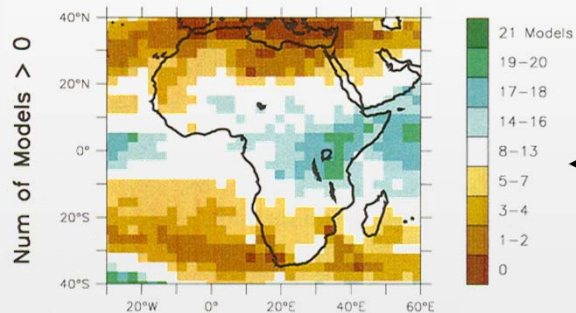 Num of Models > 0
40°N
20°N
0°
20°S
40°S
20°W 0° 20°E 40°E 60°E
21 Models
19-20
17-18
14-16
8-13
5-7
3-4
1-2
0